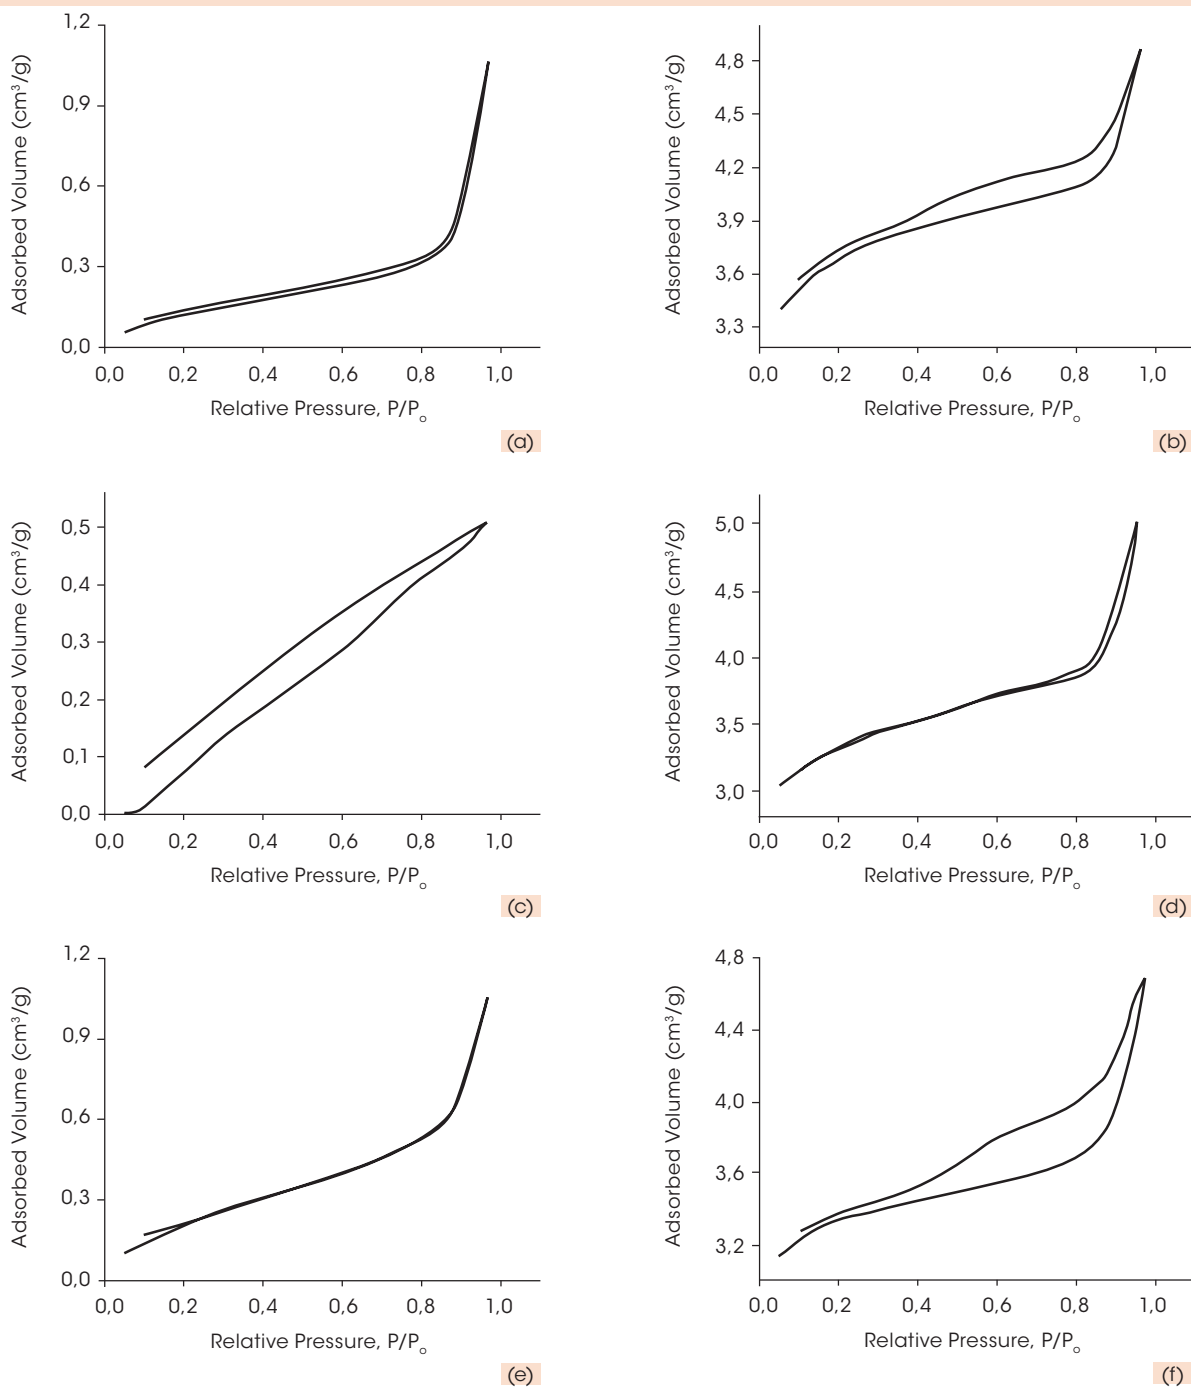 1,2
0,9
0,6
0,3
0,0
Adsorbed Volume (cm³/g)
0,0 0,2 0,4 0,6 0,8 1,0
Relative Pressure, P/Pₒ
(a)
4,8
4,5
4,2
3,9
3,6
3,3
Adsorbed Volume (cm³/g)
0,0 0,2 0,4 0,6 0,8 1,0
Relative Pressure, P/Pₒ
(b)
0,5
0,4
0,3
0,2
0,1
0,0
Adsorbed Volume (cm³/g)
0,0 0,2 0,4 0,6 0,8 1,0
Relative Pressure, P/Pₒ
(c)
5,0
4,5
4,0
3,5
3,0
Adsorbed Volume (cm³/g)
0,0 0,2 0,4 0,6 0,8 1,0
Relative Pressure, P/Pₒ
(d)
1,2
0,9
0,6
0,3
0,0
Adsorbed Volume (cm³/g)
0,0 0,2 0,4 0,6 0,8 1,0
Relative Pressure, P/Pₒ
(e)
4,8
4,4
4,0
3,6
3,2
Adsorbed Volume (cm³/g)
0,0 0,2 0,4 0,6 0,8 1,0
Relative Pressure, P/Pₒ
(f)